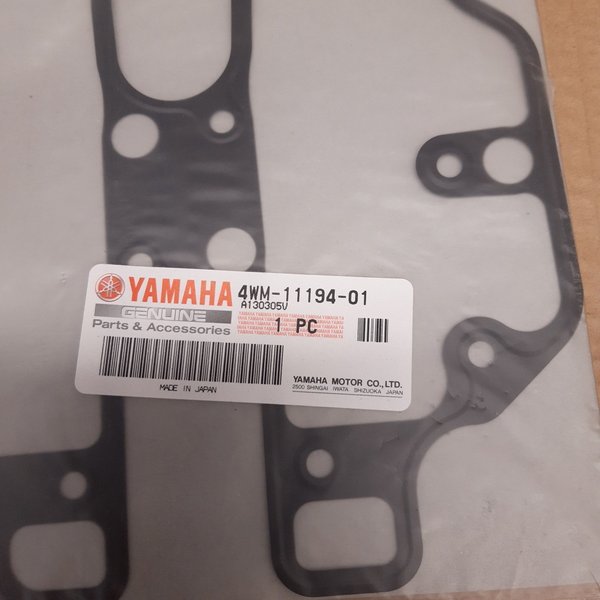 YAMAHA 4WM-11194-01
GENUINE A130305V
Parts & Accessories 1 PC
YAMAHA MOTOR CO.,LTD.
MADE IN JAPAN 2500 SHINGAI IWATA SHIZUOKA JAPAN